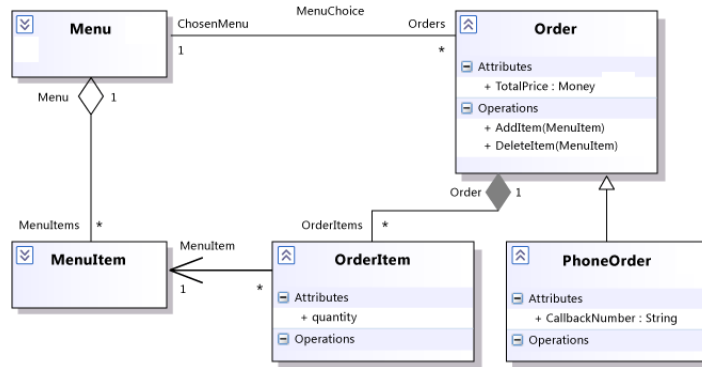 MenuChoice
Menu
ChosenMenu
Orders
Order
1
*
Attributes
+ TotalPrice : Money
Operations
+ AddItem(MenuItem)
+ DeleteItem(MenuItem)
Menu
1
Order
1
MenuItems
*
OrderItems
*
MenuItem
MenuItem
1
*
OrderItem
Attributes
+ quantity
Operations
PhoneOrder
Attributes
+ CallbackNumber : String
Operations